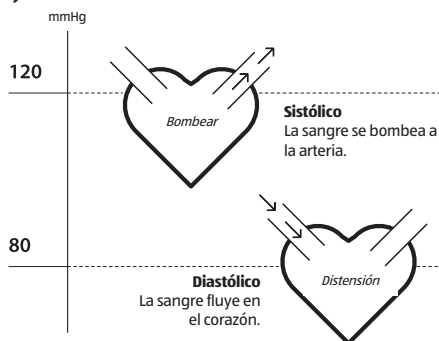 mmHg
120
Bombear
Sistólico
La sangre se bombea a
la arteria.
80
Diastólico
La sangre fluye en
el corazón.
Distensión